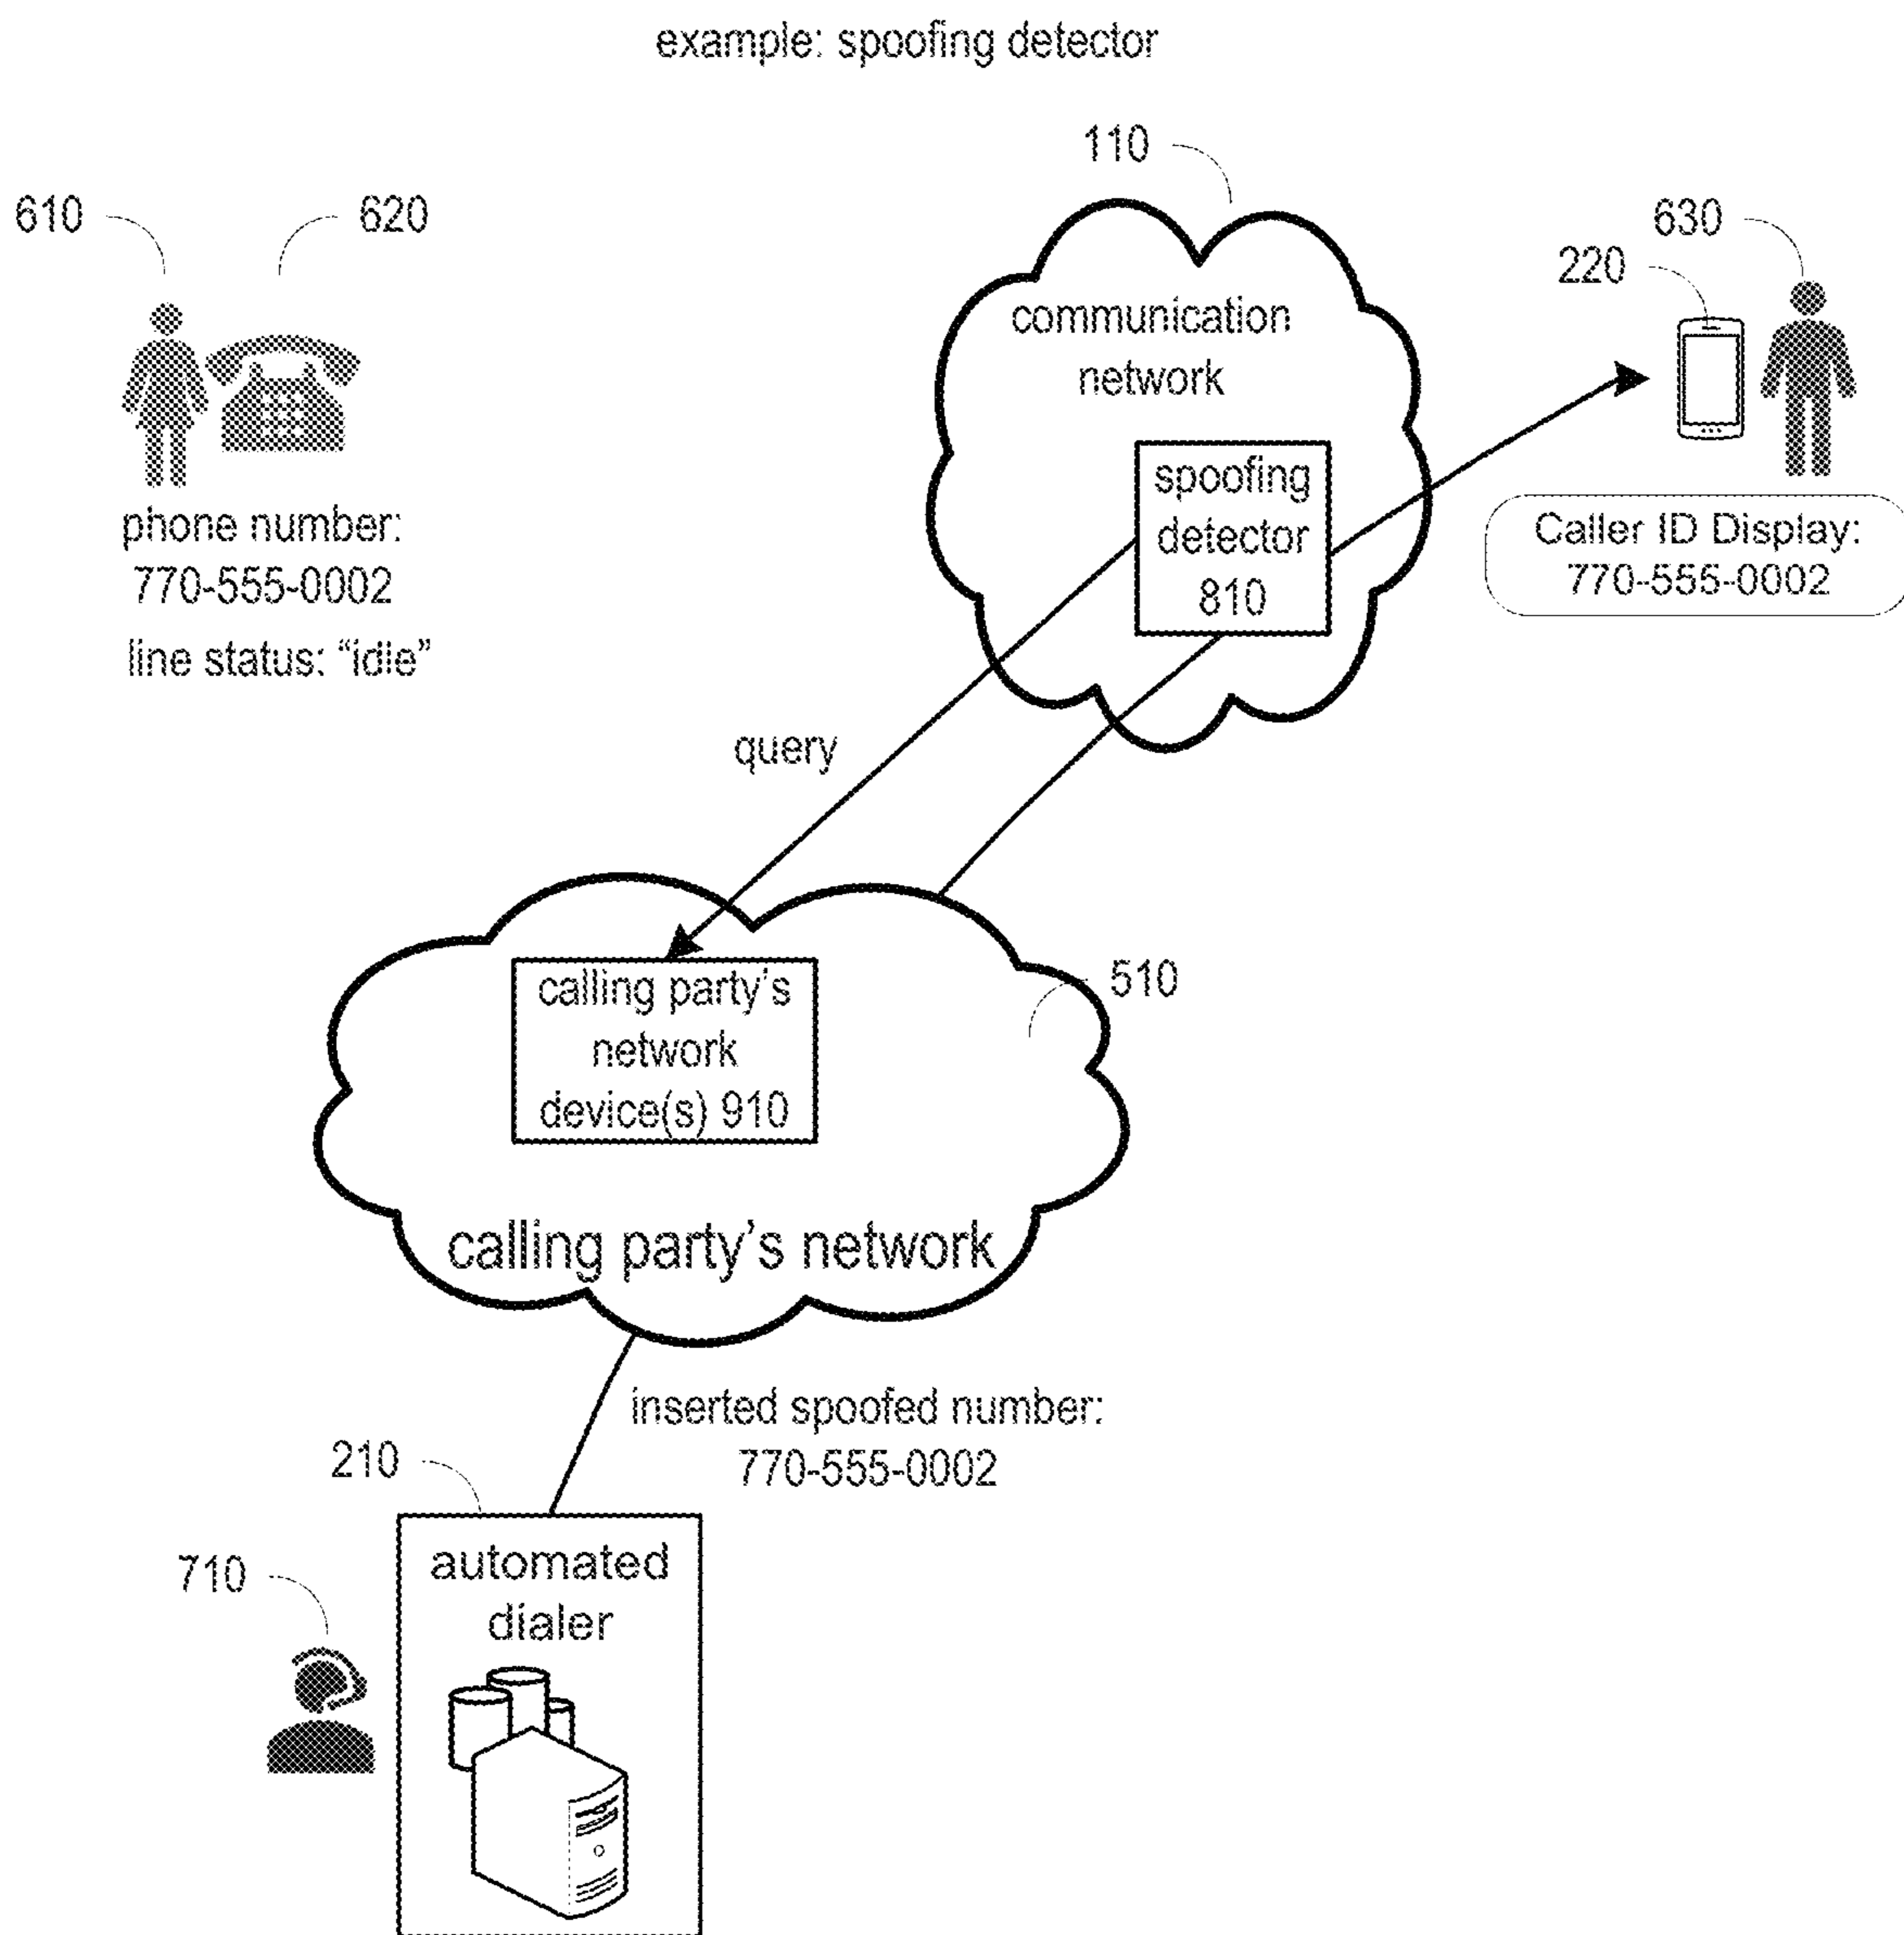 example: spoofing detector
110
610
620
630
220
communication
network
spoofing
detector
810
Caller ID Display:
770-555-0002
phone number:
770-555-0002
line status: "idle"
query
calling party's
network
device(s) 910
510
calling party's network
inserted spoofed number:
770-555-0002
210
710
automated
dialer